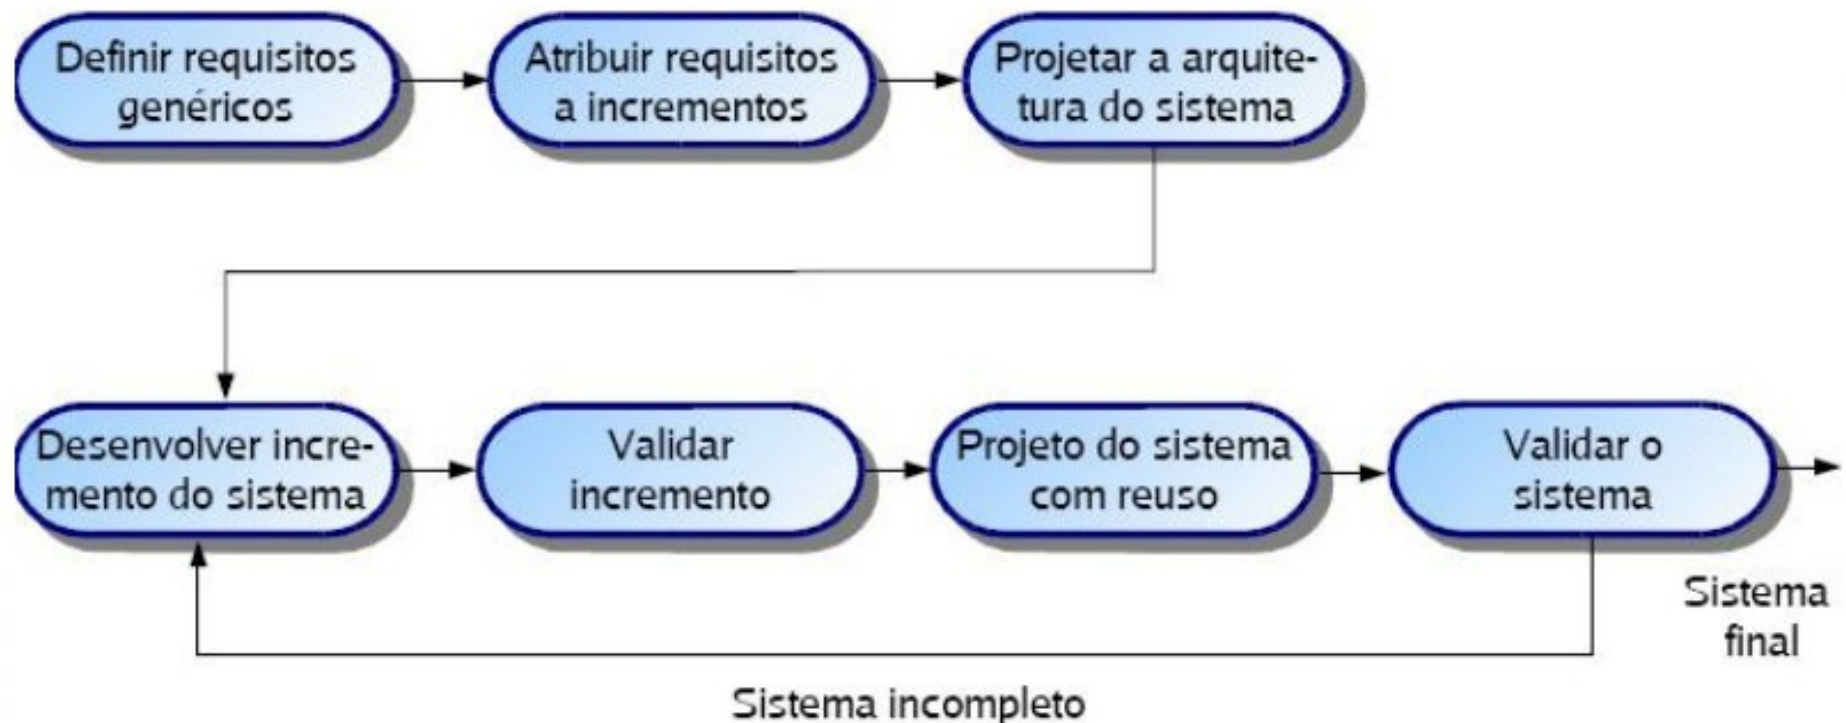 Definir requisitos
genéricos
Atribuir requisitos
a incrementos
Projetar a arquite-
tura do sistema
Desenvolver incre-
mento do sistema
Validar
incremento
Projeto do sistema
com reuso
Validar o
sistema
Sistema
final
Sistema incompleto